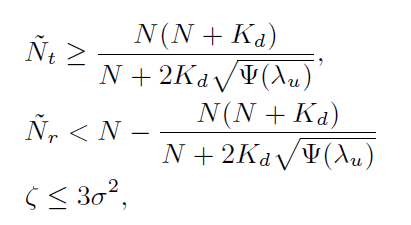 Ñ_t ≥ N(N + K_d) / (N + 2K_d√Ψ(λ_u)),
Ñ_r < N − N(N + K_d) / (N + 2K_d√Ψ(λ_u))
ζ ≤ 3σ²,